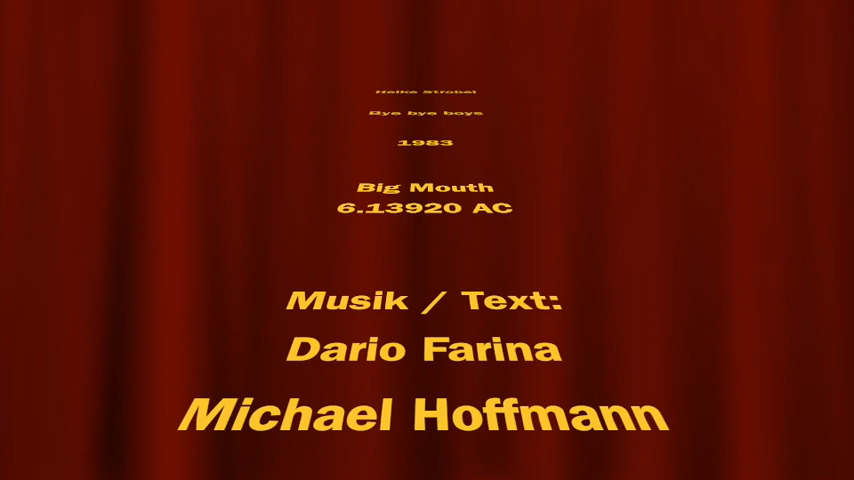 Heike Strobel
Bye bye boys
1983
Big Mouth
6.13920 AC
Musik / Text:
Dario Farina
Michael Hoffmann